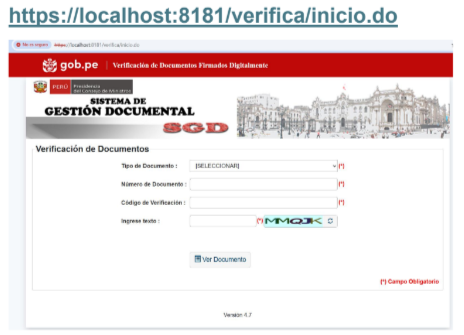 https://localhost:8181/verifica/inicio.do
No es seguro https://localhost:8181/verifica/inicio.do
gob.pe | Verificación de Documentos Firmados Digitalmente
PERÚ Presidencia del Consejo de Ministros
SISTEMA DE
GESTIÓN DOCUMENTAL
SGD
Verificación de Documentos
Tipo de Documento : [SELECCIONAR] (*)
Número de Documento : (*)
Código de Verificación : (*)
Ingrese texto : (*) MMQJK
Ver Documento
(*) Campo Obligatorio
Versión 4.7